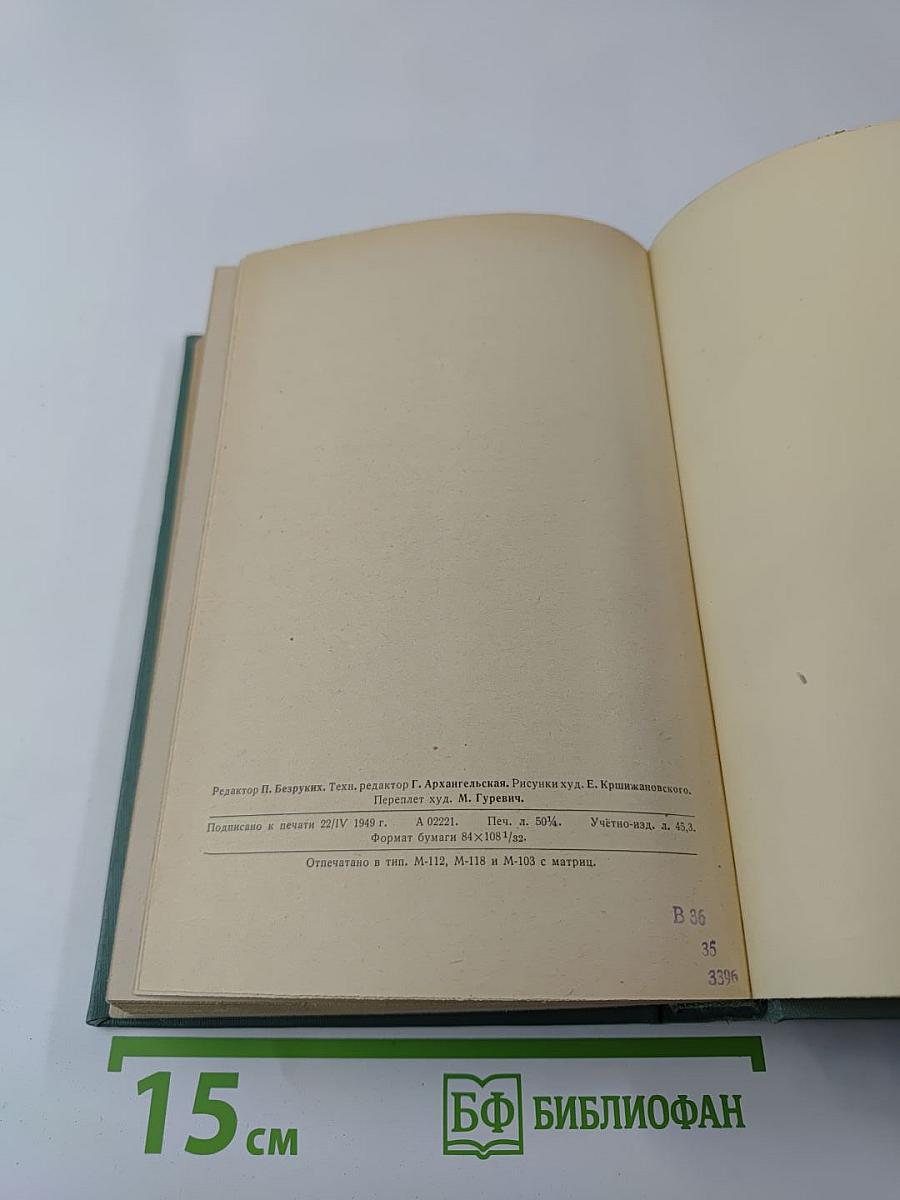 Редактор П. Безруких. Техн. редактор Г. Архангельская. Рисунки худ. Е. Кршижановского.
Переплет худ. М. Гуревич.
Подписано к печати 22/IV 1949 г. А 02221. Печ. л. 50¼. Учётно-изд. л. 45,3.
Формат бумаги 84×108 1/32.
Отпечатано в тип. М-112, М-118 и М-103 с матриц.
В 36
35
3396
15 см
БФ БИБЛИОФАН